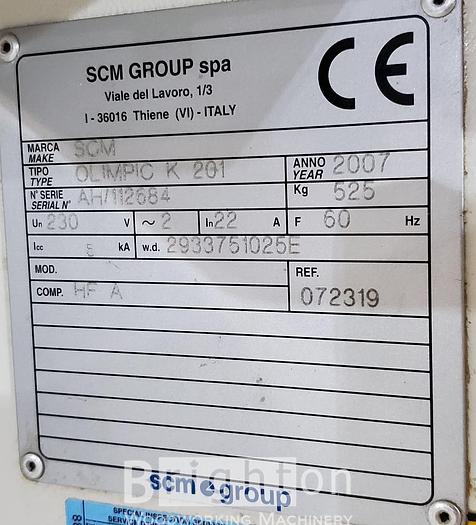 SCM GROUP spa
Viale del Lavoro, 1/3
I - 36016 Thiene (VI) - ITALY
CE
MARCA
MAKE SCM
TIPO
TYPE OLIMPIC K 201 ANNO
YEAR 2007
N° SERIE
SERIAL N° AH/112684 Kg 525
Un 230 V ~ 2 In 22 A F 60 Hz
Icc 5 kA w.d. 2933751025E
MOD. REF.
COMP. HF A 072319
scm group
Brighton
Woodworking Machinery